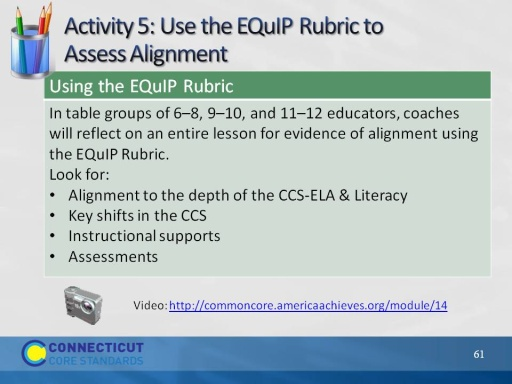 Activity 5: Use the EQuIP Rubric to
Assess Alignment
Using the EQuIP Rubric
In table groups of 6–8, 9–10, and 11–12 educators, coaches
will reflect on an entire lesson for evidence of alignment using
the EQuIP Rubric.
Look for:
• Alignment to the depth of the CCS-ELA & Literacy
• Key shifts in the CCS
• Instructional supports
• Assessments
Video: http://commoncore.americaachieves.org/module/14
CONNECTICUT
CORE STANDARDS
61